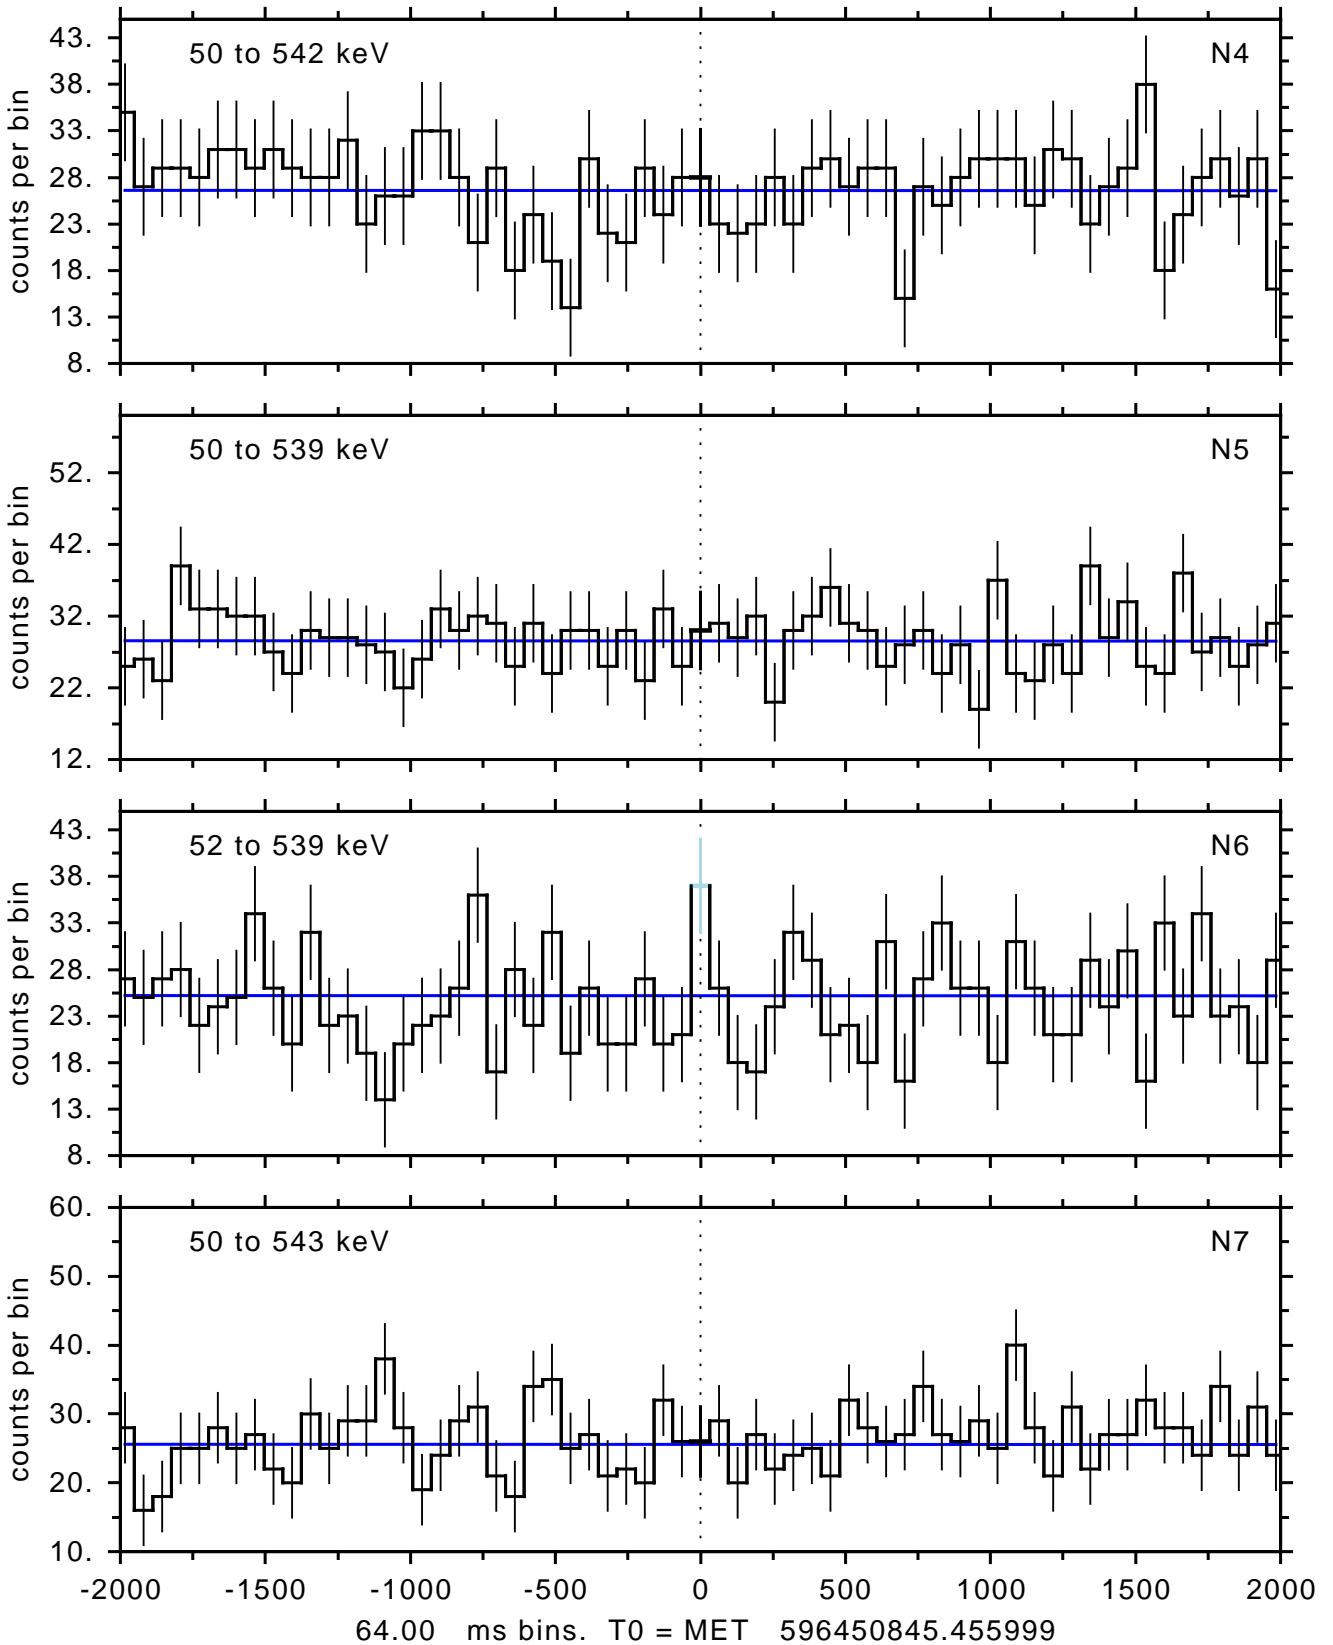 50 to 542 keV N4
43.
38.
33.
28.
23.
18.
13.
8.
counts per bin
50 to 539 keV N5
52.
42.
32.
22.
12.
counts per bin
52 to 539 keV N6
43.
38.
33.
28.
23.
18.
13.
8.
counts per bin
50 to 543 keV N7
60.
50.
40.
30.
20.
10.
counts per bin
-2000 -1500 -1000 -500 0 500 1000 1500 2000
64.00 ms bins. T0 = MET 596450845.455999